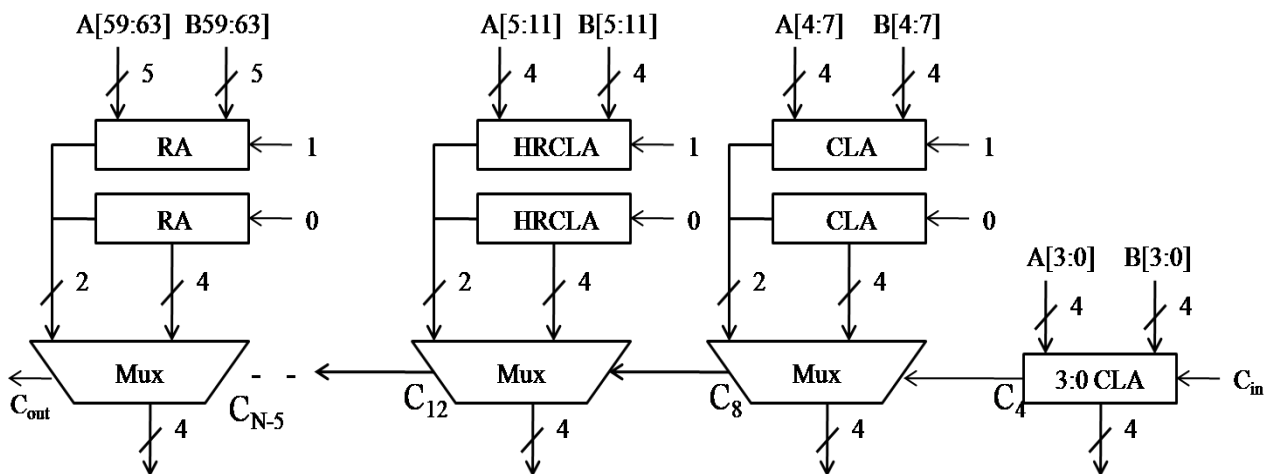 A[59:63] B59:63] A[5:11] B[5:11] A[4:7] B[4:7]
5 5 4 4 4 4
RA 1 HRCLA 1 CLA 1
RA 0 HRCLA 0 CLA 0
A[3:0] B[3:0]
2 4 2 4 2 4 4 4
Mux - - Mux Mux 3:0 CLA C_in
C_out C_N-5 C_12 C_8 C_4
4 4 4 4